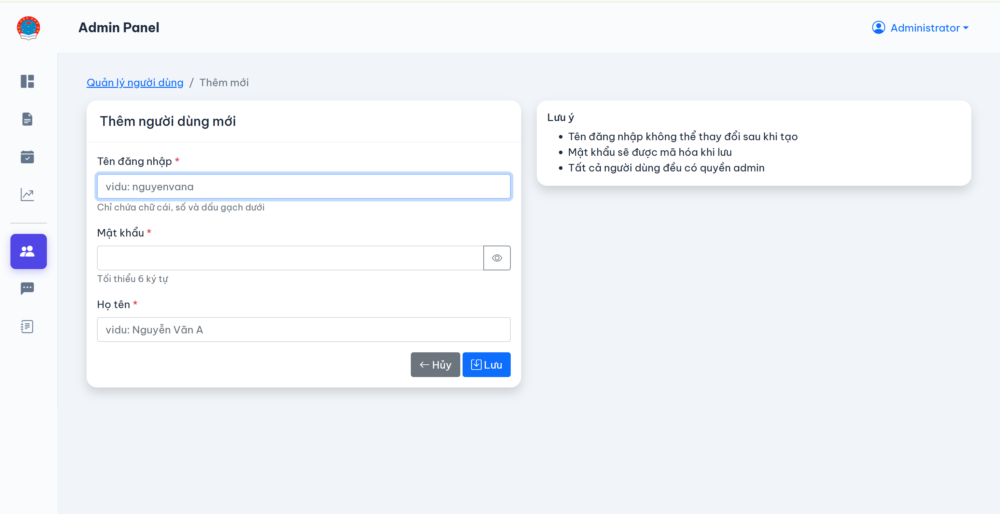 Admin Panel
Administrator
Quản lý người dùng / Thêm mới
Thêm người dùng mới
Tên đăng nhập *
vidu: nguyenvana
Chỉ chứa chữ cái, số và dấu gạch dưới
Mật khẩu *
Tối thiểu 6 ký tự
Họ tên *
vidu: Nguyễn Văn A
Hủy
Lưu
Lưu ý
Tên đăng nhập không thể thay đổi sau khi tạo
Mật khẩu sẽ được mã hóa khi lưu
Tất cả người dùng đều có quyền admin